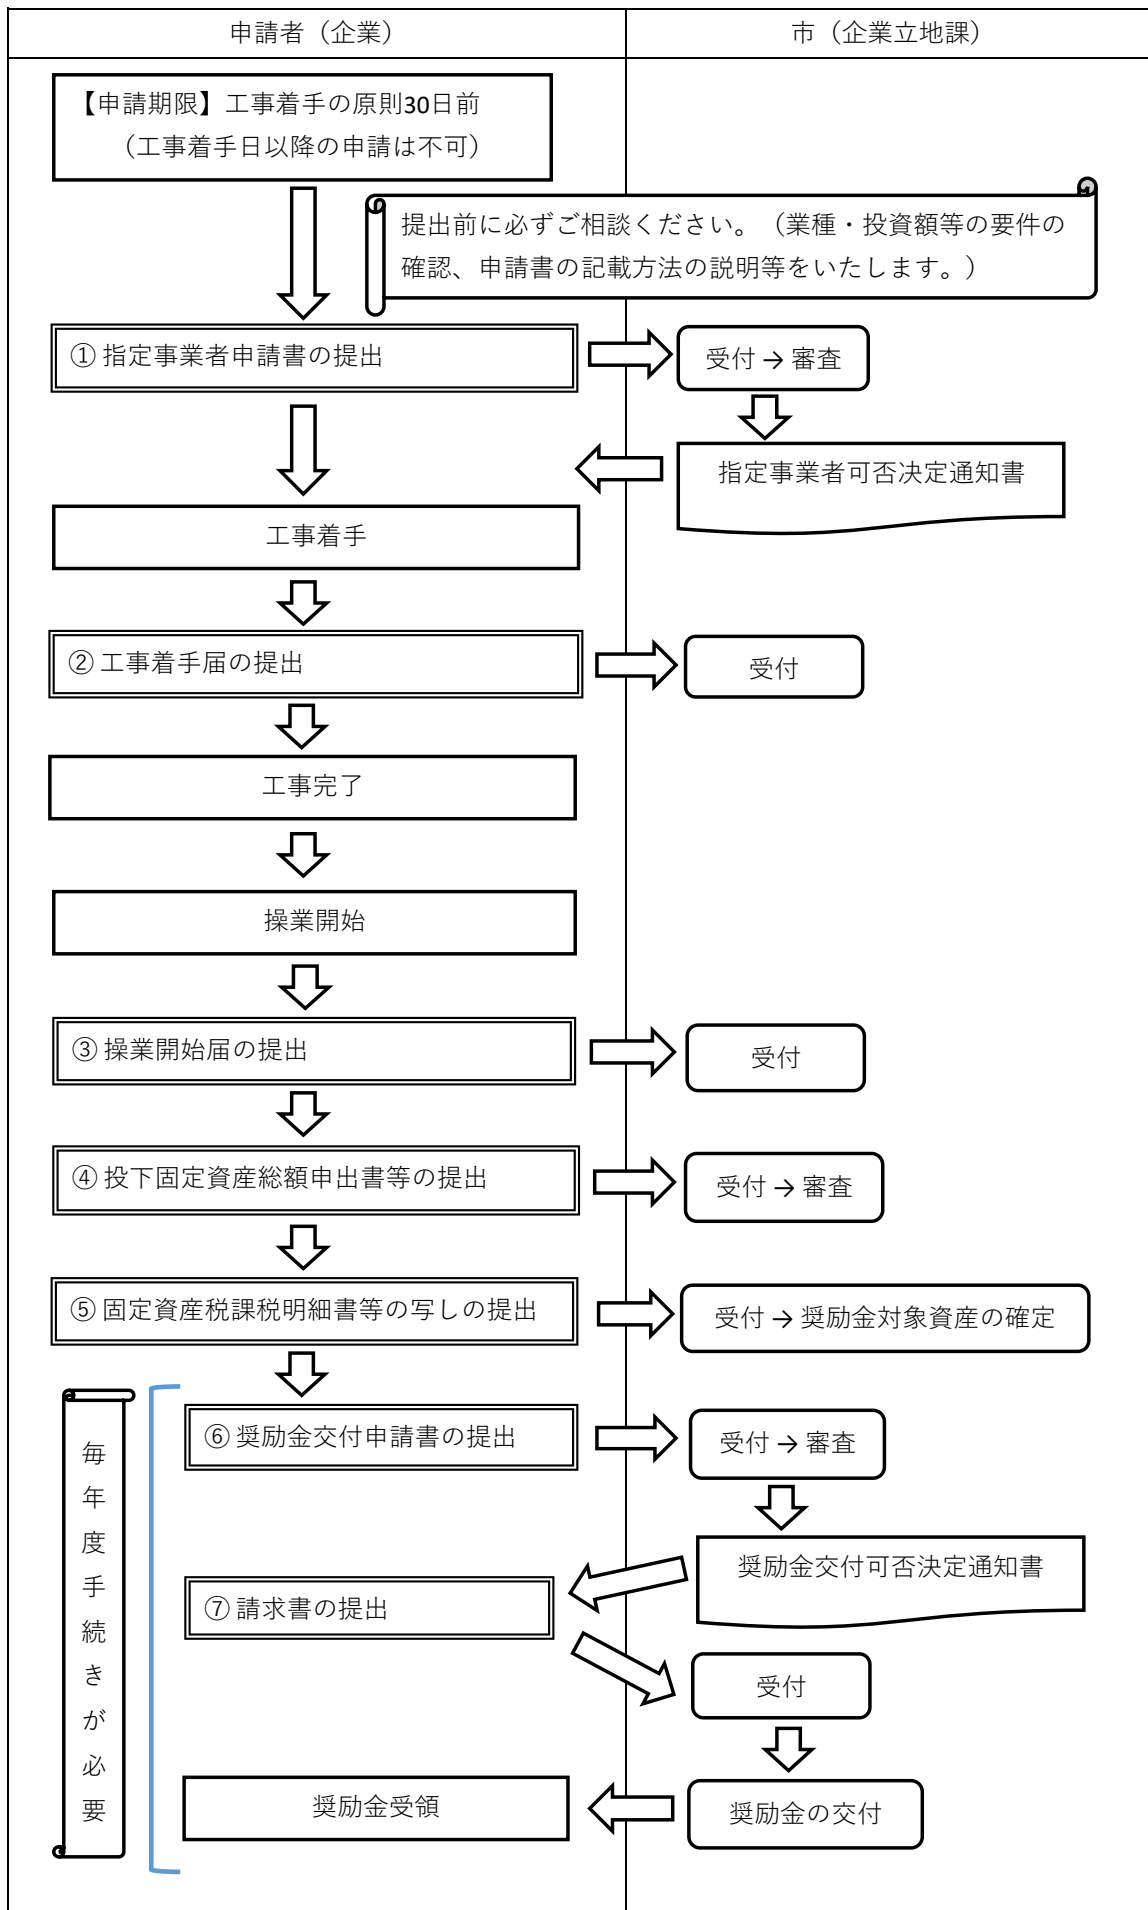 申請者（企業）
市（企業立地課）
【申請期限】工事着手の原則30日前
（工事着手日以降の申請は不可）
提出前に必ずご相談ください。（業種・投資額等の要件の
確認、申請書の記載方法の説明等をいたします。）
① 指定事業者申請書の提出
受付 → 審査
指定事業者可否決定通知書
工事着手
② 工事着手届の提出
受付
工事完了
操業開始
③ 操業開始届の提出
受付
④ 投下固定資産総額申出書等の提出
受付 → 審査
⑤ 固定資産税課税明細書等の写しの提出
受付 → 奨励金対象資産の確定
毎年度手続きが必要
⑥ 奨励金交付申請書の提出
受付 → 審査
奨励金交付可否決定通知書
⑦ 請求書の提出
受付
奨励金受領
奨励金の交付